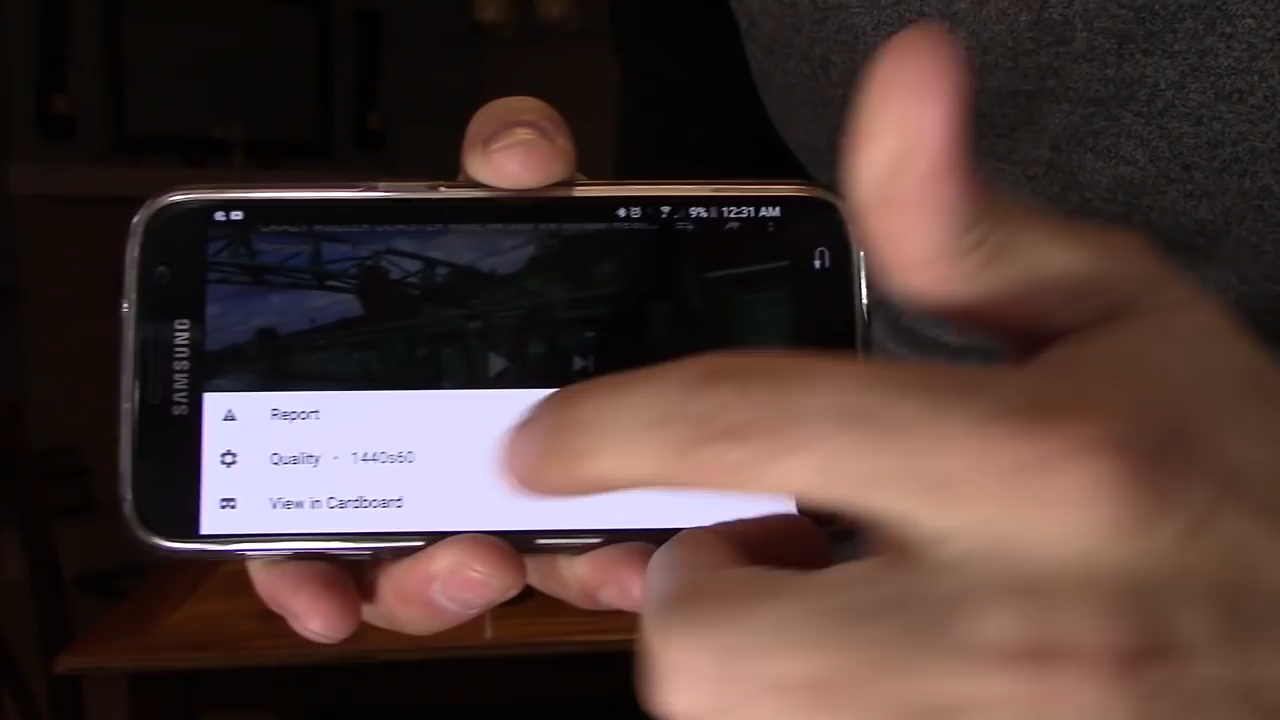 9% 12:31 AM
SAMSUNG
Report
Quality · 1440s60
View in Cardboard